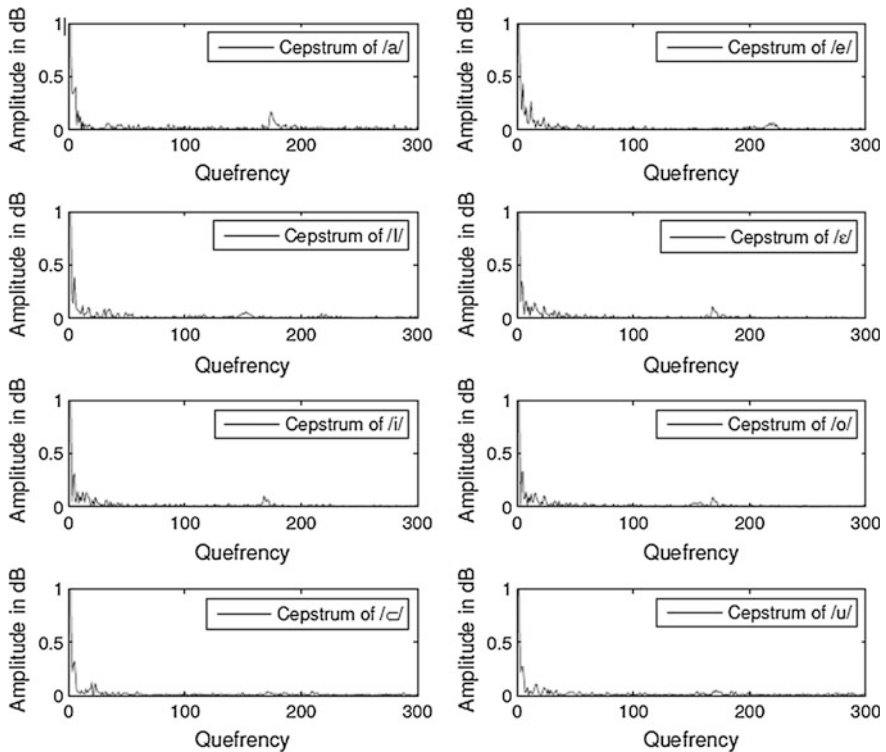 Amplitude in dB
1
0.5
0
Cepstrum of /a/
0 100 200 300
Quefrency
Amplitude in dB
1
0.5
0
Cepstrum of /e/
0 100 200 300
Quefrency
Amplitude in dB
1
0.5
0
Cepstrum of /I/
0 100 200 300
Quefrency
Amplitude in dB
1
0.5
0
Cepstrum of /ε/
0 100 200 300
Quefrency
Amplitude in dB
1
0.5
0
Cepstrum of /i/
0 100 200 300
Quefrency
Amplitude in dB
1
0.5
0
Cepstrum of /o/
0 100 200 300
Quefrency
Amplitude in dB
1
0.5
0
Cepstrum of /⊂/
0 100 200 300
Quefrency
Amplitude in dB
1
0.5
0
Cepstrum of /u/
0 100 200 300
Quefrency